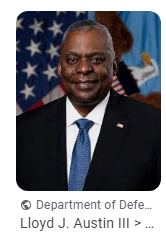 Department of Defe...
Lloyd J. Austin III > ...